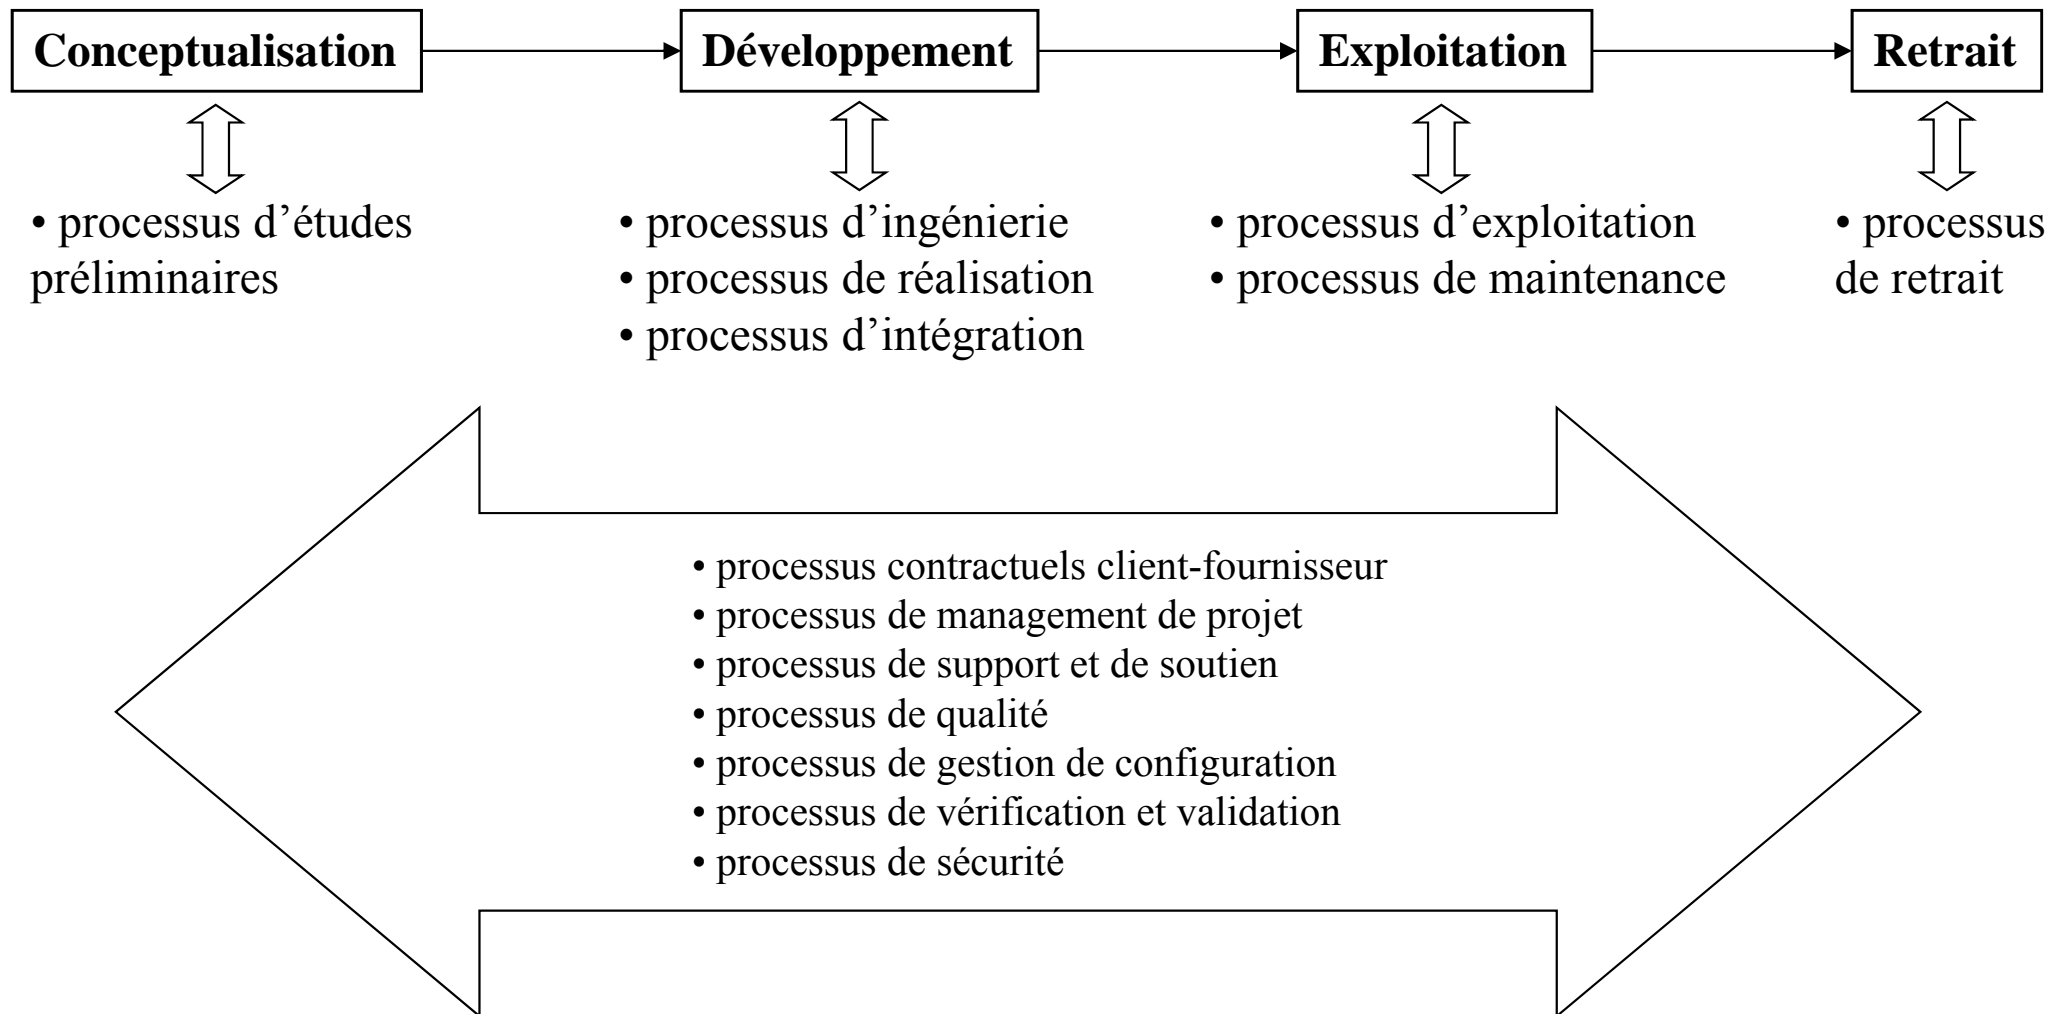 Conceptualisation
Développement
Exploitation
Retrait
• processus d’études
préliminaires
• processus d’ingénierie
• processus de réalisation
• processus d’intégration
• processus d’exploitation
• processus de maintenance
• processus
de retrait
• processus contractuels client-fournisseur
• processus de management de projet
• processus de support et de soutien
• processus de qualité
• processus de gestion de configuration
• processus de vérification et validation
• processus de sécurité